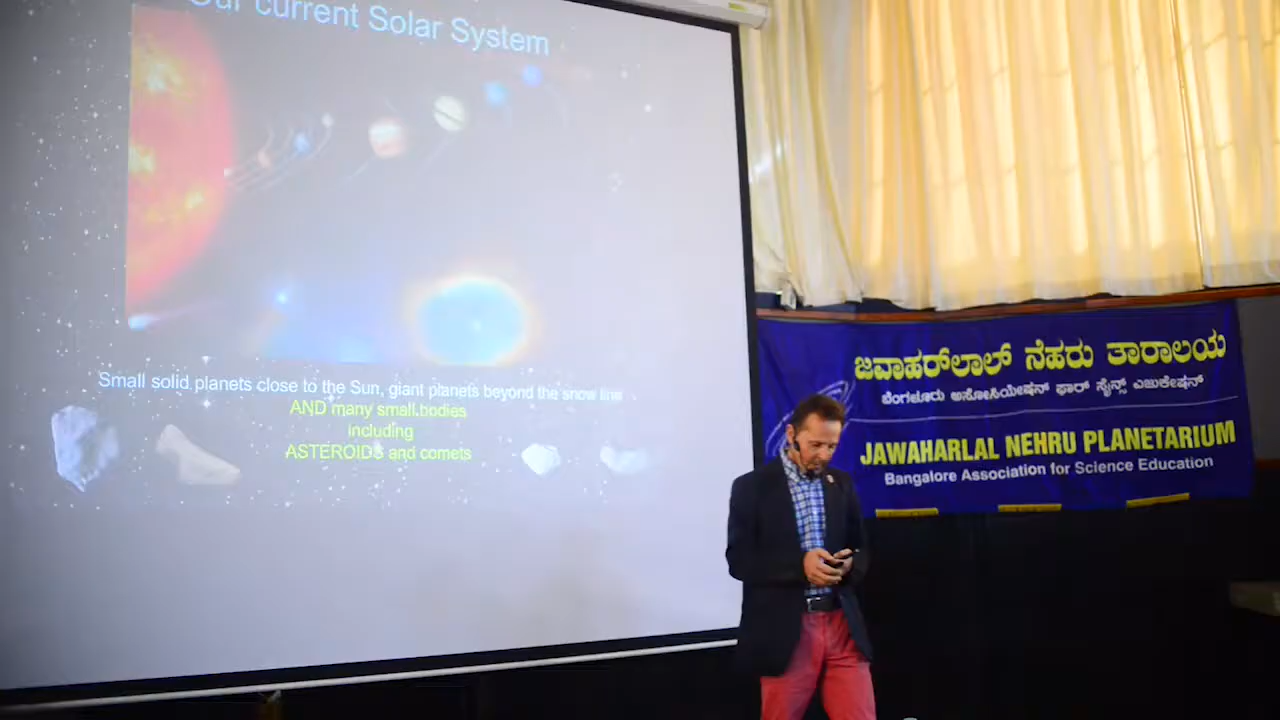 Our current Solar System
Small solid planets close to the Sun, giant planets beyond the snow line
AND many small bodies
including
ASTEROIDS and comets
ಜವಾಹರ್‌ಲಾಲ್ ನೆಹರು ತಾರಾಲಯ
ಬೆಂಗಳೂರು ಅಸೋಸಿಯೇಷನ್ ಫಾರ್ ಸೈನ್ಸ್ ಎಜುಕೇಷನ್
JAWAHARLAL NEHRU PLANETARIUM
Bangalore Association for Science Education